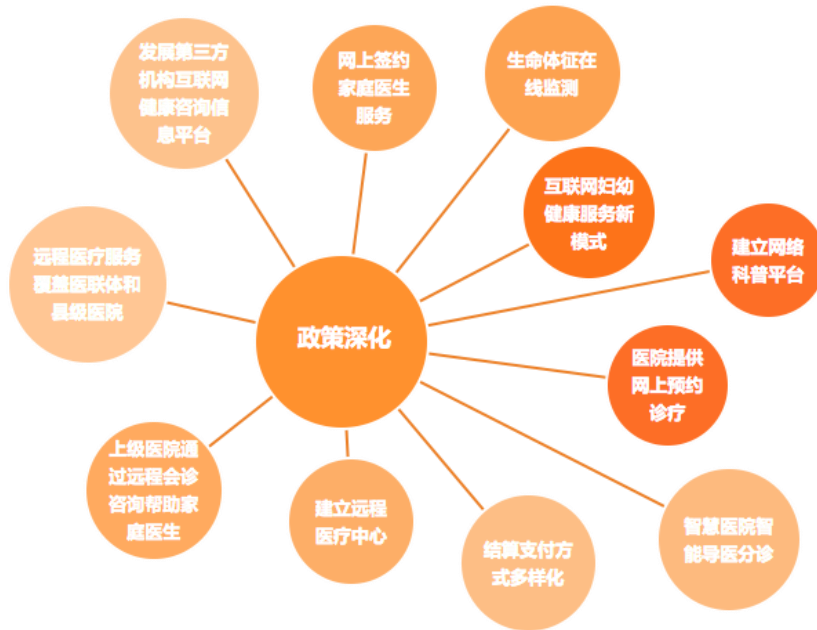 发展第三方
机构互联网
健康咨询信
息平台
网上签约
家庭医生
服务
生命体征在
线监测
互联网妇幼
健康服务新
模式
建立网络
科普平台
远程医疗服务
覆盖医联体和
县级医院
政策深化
医院提供
网上预约
诊疗
上级医院通
过远程会诊
咨询帮助家
庭医生
建立远程
医疗中心
结算支付方
式多样化
智慧医院智
能导医分诊